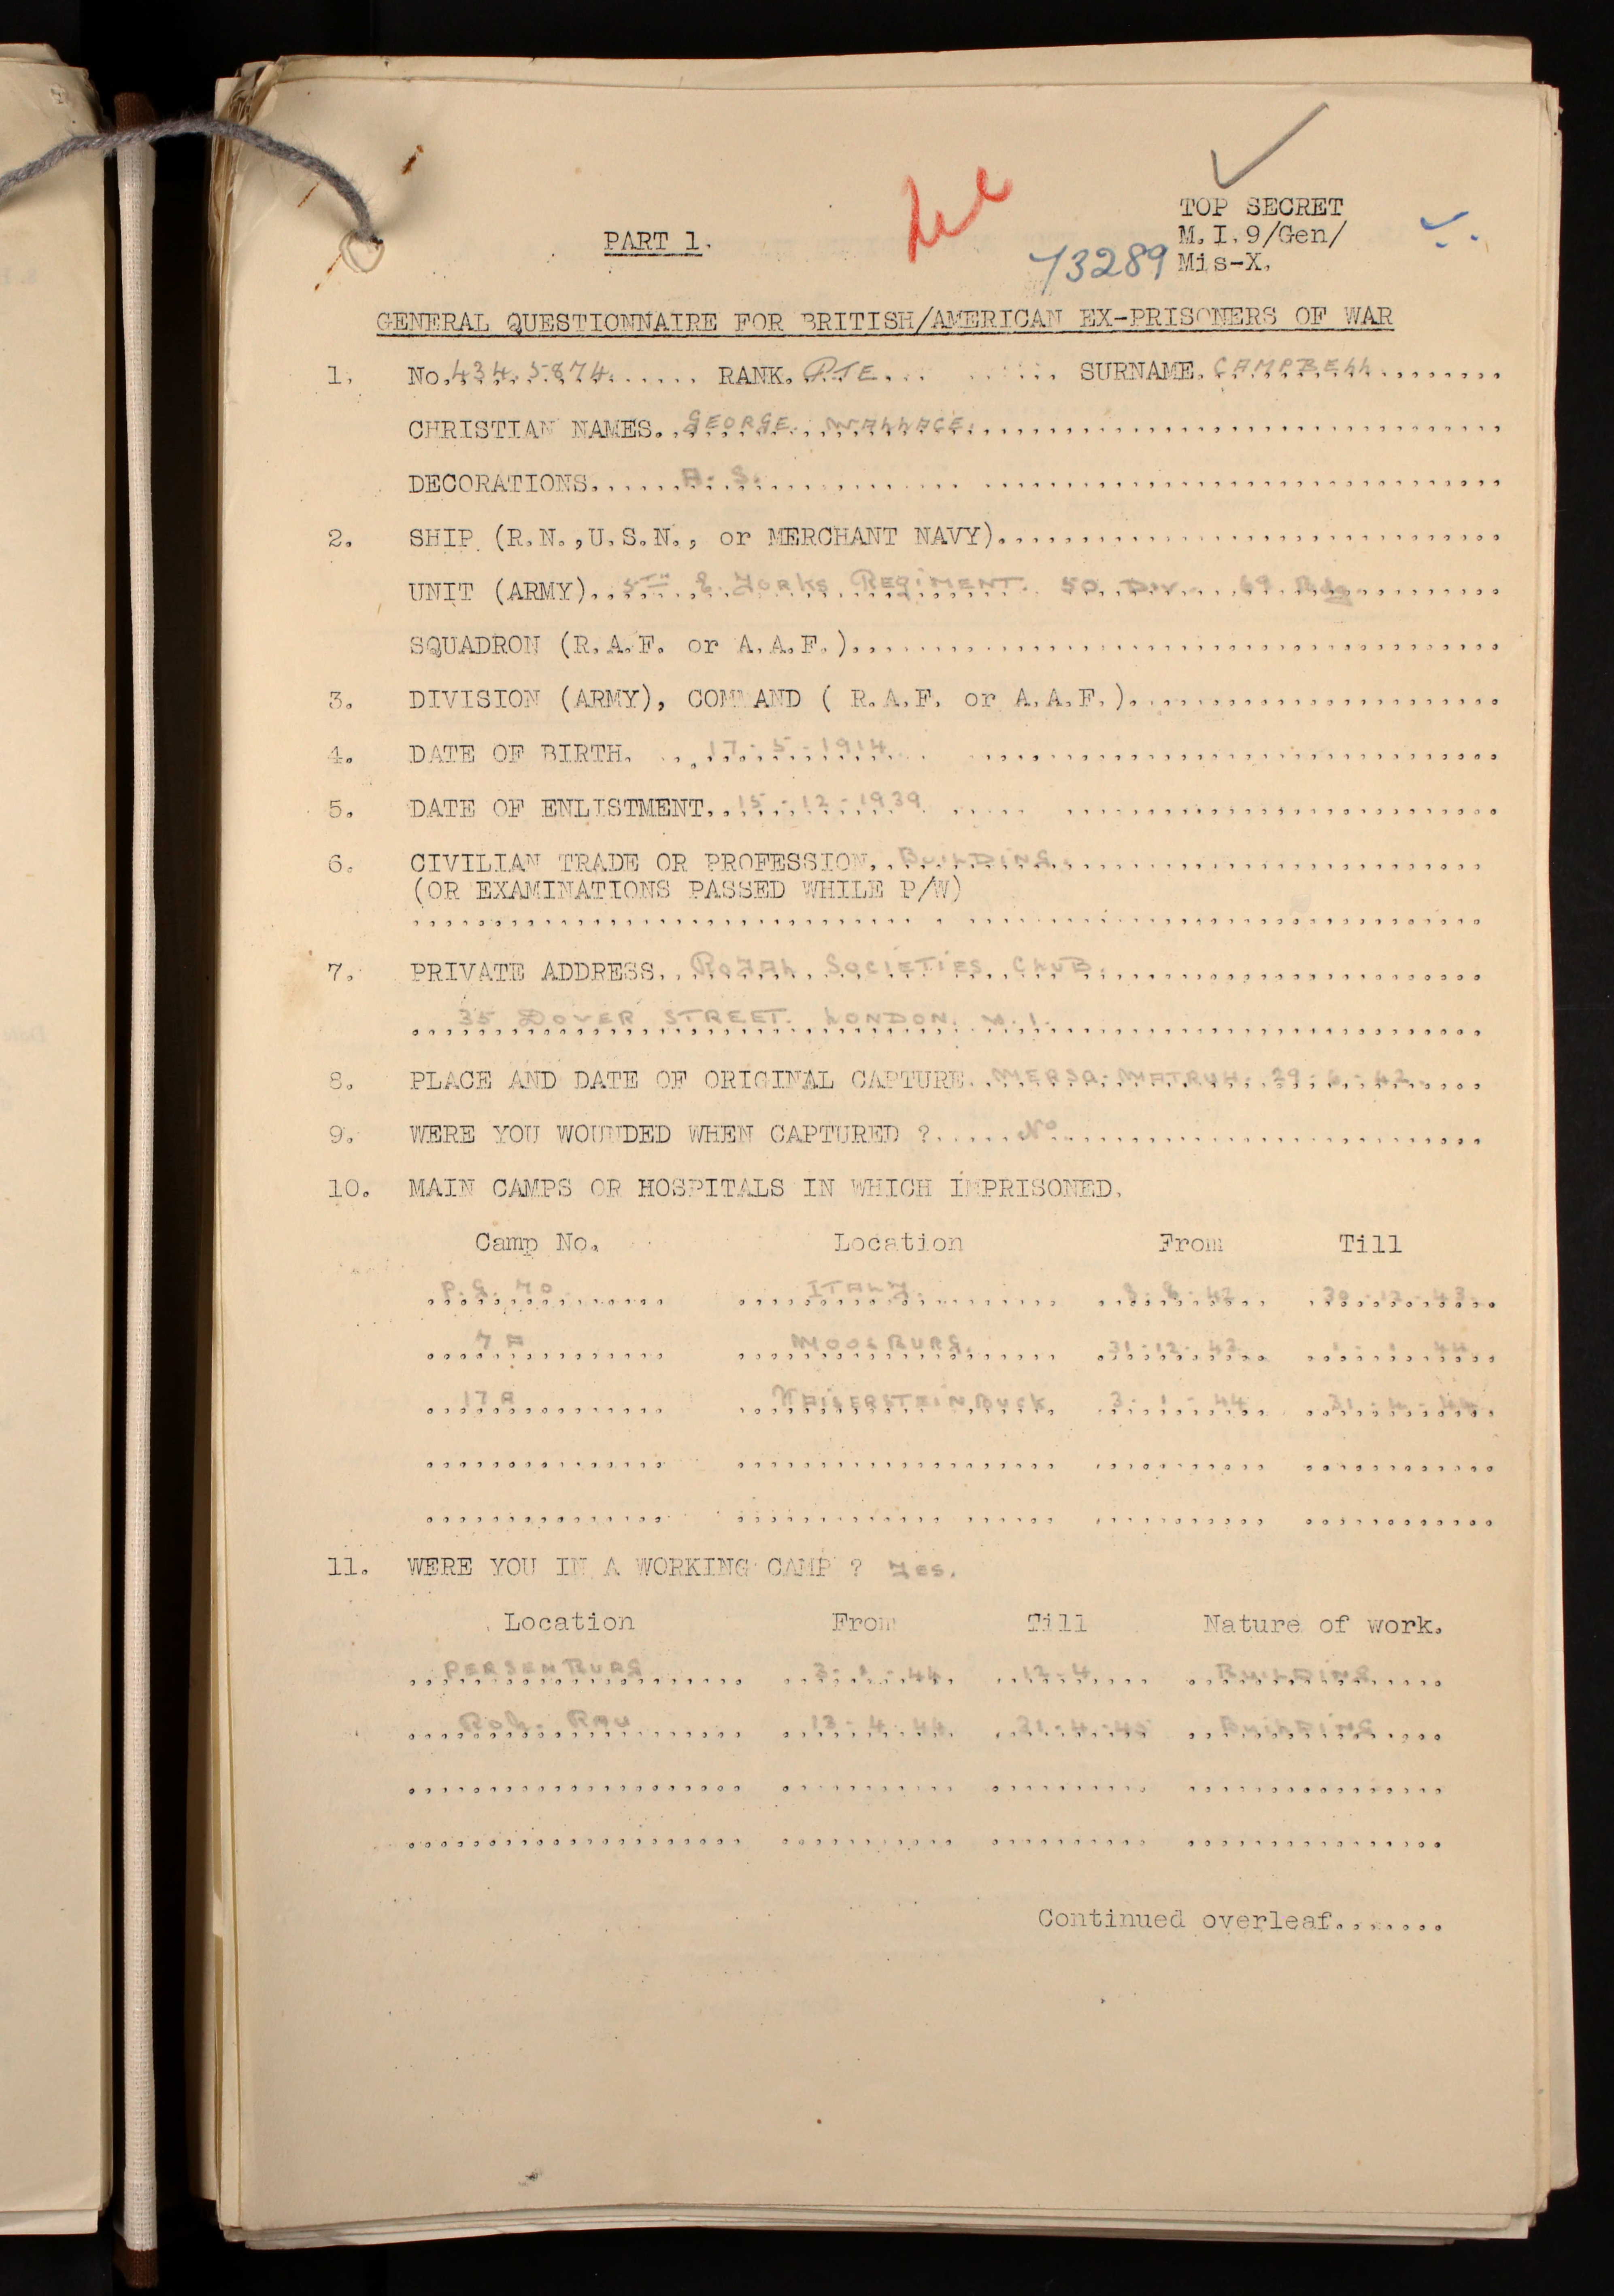 TOP SECRET
PART 1. M.I.9/Gen/
73289 Mis-X.
GENERAL QUESTIONNAIRE FOR BRITISH/AMERICAN EX-PRISONERS OF WAR
1. No. 4345874 RANK. PTE. SURNAME. CAMPBELL
CHRISTIAN NAMES. GEORGE. WALLACE.
DECORATIONS. A. S.
2. SHIP (R.N.,U.S.N., or MERCHANT NAVY)
UNIT (ARMY). 5TH E. Yorks REGIMENT. 50. DIV. 69 Bdg.
SQUADRON (R.A.F. or A.A.F.)
3. DIVISION (ARMY), COMMAND ( R.A.F. or A.A.F.)
4. DATE OF BIRTH. 17-5-1914
5. DATE OF ENLISTMENT. 15-12-1939
6. CIVILIAN TRADE OR PROFESSION. BUILDING.
(OR EXAMINATIONS PASSED WHILE P/W)
7. PRIVATE ADDRESS. ROYAL SOCIETIES CLUB.
35 DOVER STREET. LONDON. W.1.
8. PLACE AND DATE OF ORIGINAL CAPTURE. MERSA-MATRUH. 29-6-42
9. WERE YOU WOUNDED WHEN CAPTURED ? No
10. MAIN CAMPS OR HOSPITALS IN WHICH IMPRISONED.
Camp No. Location From Till
P.G. 70 ITALY. 8-42 30-12-43
7A MOOSBURG. 31-12-43 1-1-44
17A KAISERSTEINBUCK 3-1-44 31-4-44
11. WERE YOU IN A WORKING CAMP ? YES.
Location From Till Nature of work.
PERSENBURG 3-1-44 12-4 BUILDING
ROH. RAU 13-4-44 21-4-45 BUILDING
Continued overleaf.......